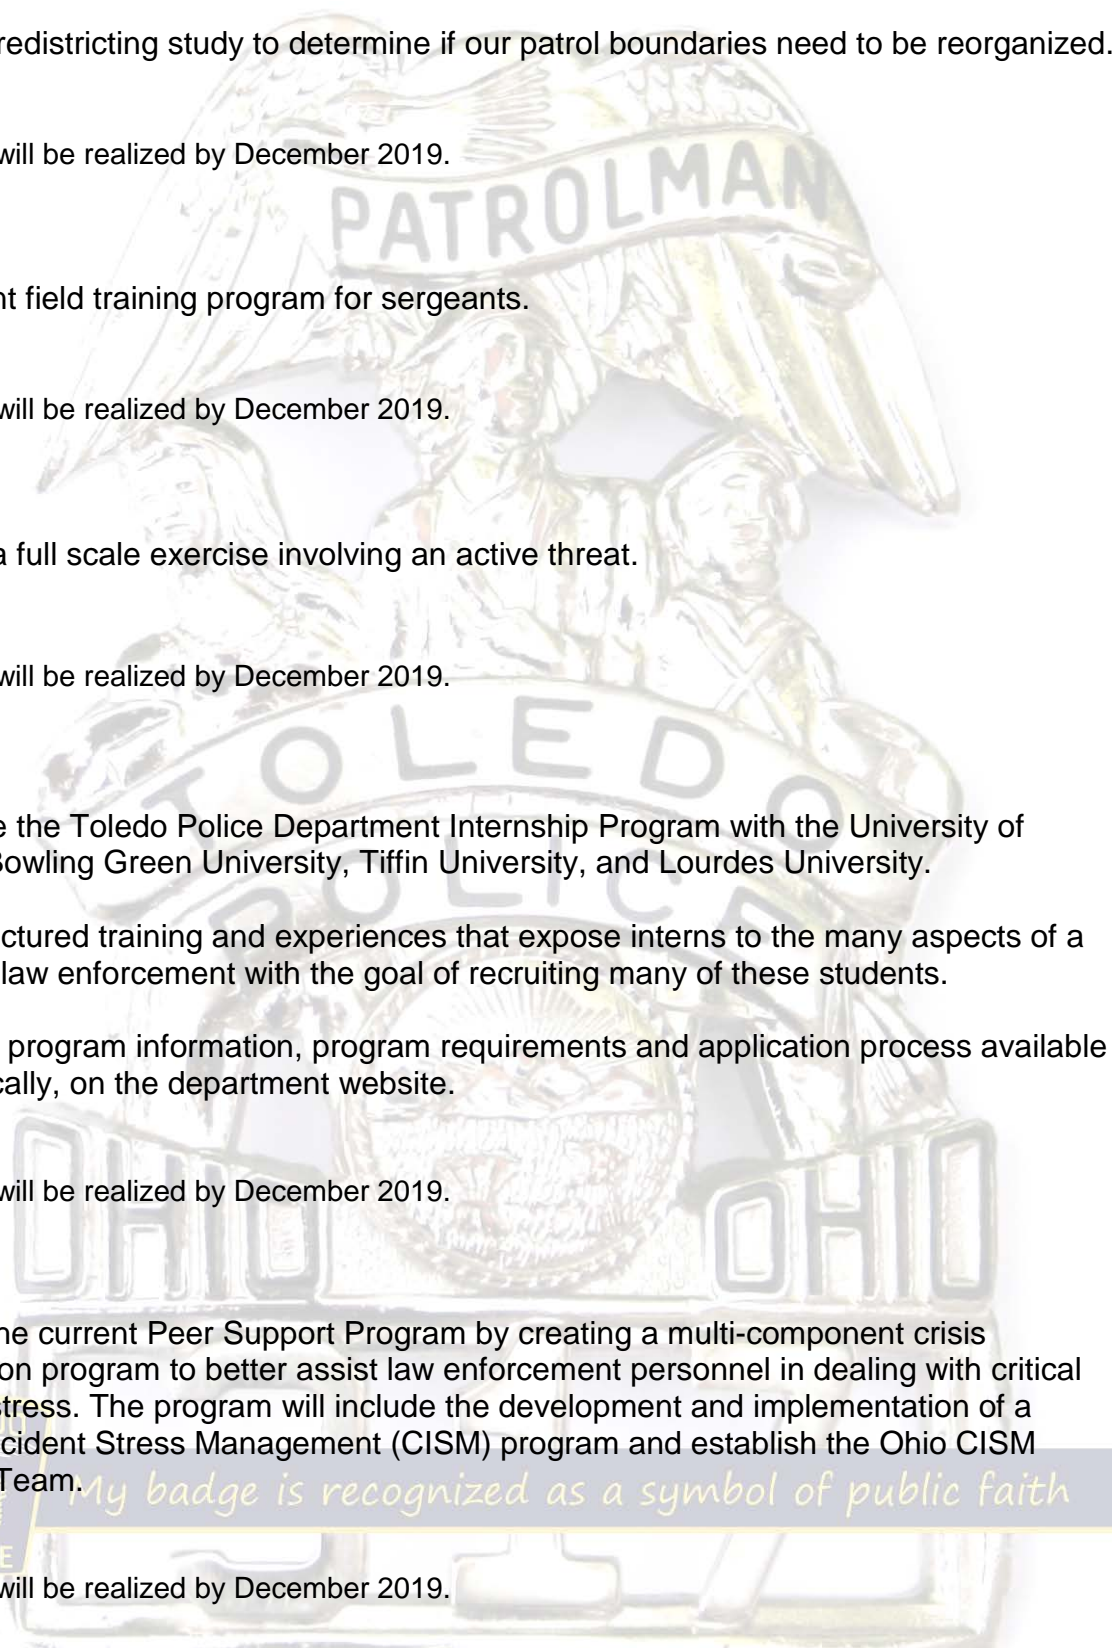 redistricting study to determine if our patrol boundaries need to be reorganized.
will be realized by December 2019.
PATROLMAN
field training program for sergeants.
will be realized by December 2019.
a full scale exercise involving an active threat.
will be realized by December 2019.
TOLEDO
the Toledo Police Department Internship Program with the University of
Bowling Green University, Tiffin University, and Lourdes University.
POLICE
training and experiences that expose interns to the many aspects of a
law enforcement with the goal of recruiting many of these students.
program information, program requirements and application process available
on the department website.
OHIO OHIO
will be realized by December 2019.
current Peer Support Program by creating a multi-component crisis
program to better assist law enforcement personnel in dealing with critical
stress. The program will include the development and implementation of a
Stress Management (CISM) program and establish the Ohio CISM
Team.
My badge is recognized as a symbol of public faith
will be realized by December 2019.